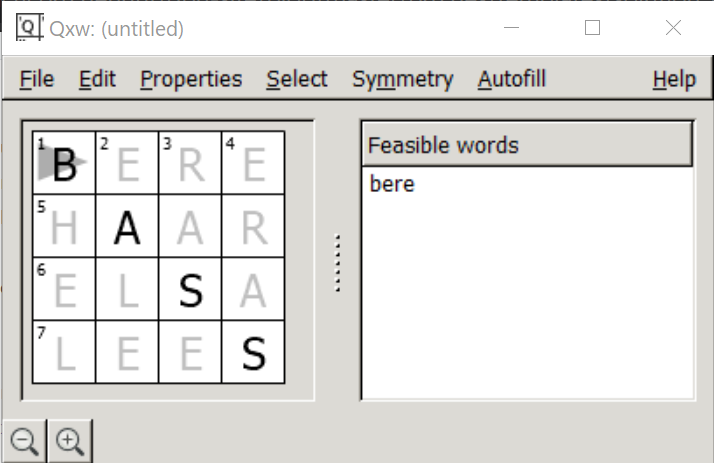 Qxw: (untitled)
File Edit Properties Select Symmetry Autofill Help
1 B 2 E 3 R 4 E
5 H A A R
6 E L S A
7 L E E S
Feasible words
bere